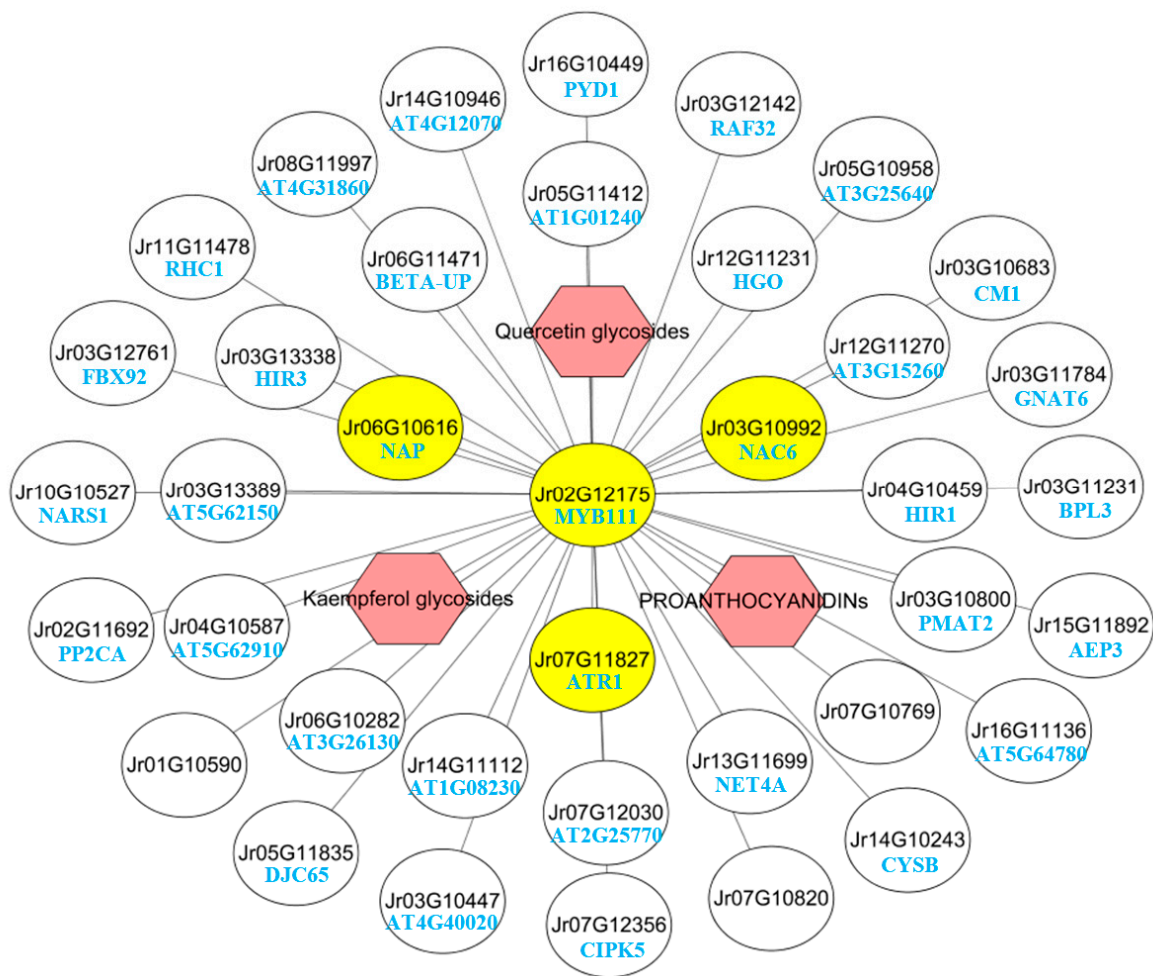 Jr16G10449
PYD1
Jr14G10946
AT4G12070
Jr03G12142
RAF32
Jr08G11997
AT4G31860
Jr05G11412
AT1G01240
Jr05G10958
AT3G25640
Jr11G11478
RHC1
Jr06G11471
BETA-UP
Jr12G11231
HGO
Jr03G10683
CM1
Quercetin glycosides
Jr03G12761
FBX92
Jr03G13338
HIR3
Jr12G11270
AT3G15260
Jr03G11784
GNAT6
Jr06G10616
NAP
Jr03G10992
NAC6
Jr10G10527
NARS1
Jr03G13389
AT5G62150
Jr02G12175
MYB111
Jr04G10459
HIR1
Jr03G11231
BPL3
Kaempferol glycosides
PROANTHOCYANIDINs
Jr02G11692
PP2CA
Jr04G10587
AT5G62910
Jr03G10800
PMAT2
Jr15G11892
AEP3
Jr07G11827
ATR1
Jr01G10590
Jr06G10282
AT3G26130
Jr07G10769
Jr16G11136
AT5G64780
Jr14G11112
AT1G08230
Jr13G11699
NET4A
Jr07G12030
AT2G25770
Jr05G11835
DJC65
Jr14G10243
CYSB
Jr03G10447
AT4G40020
Jr07G12356
CIPK5
Jr07G10820